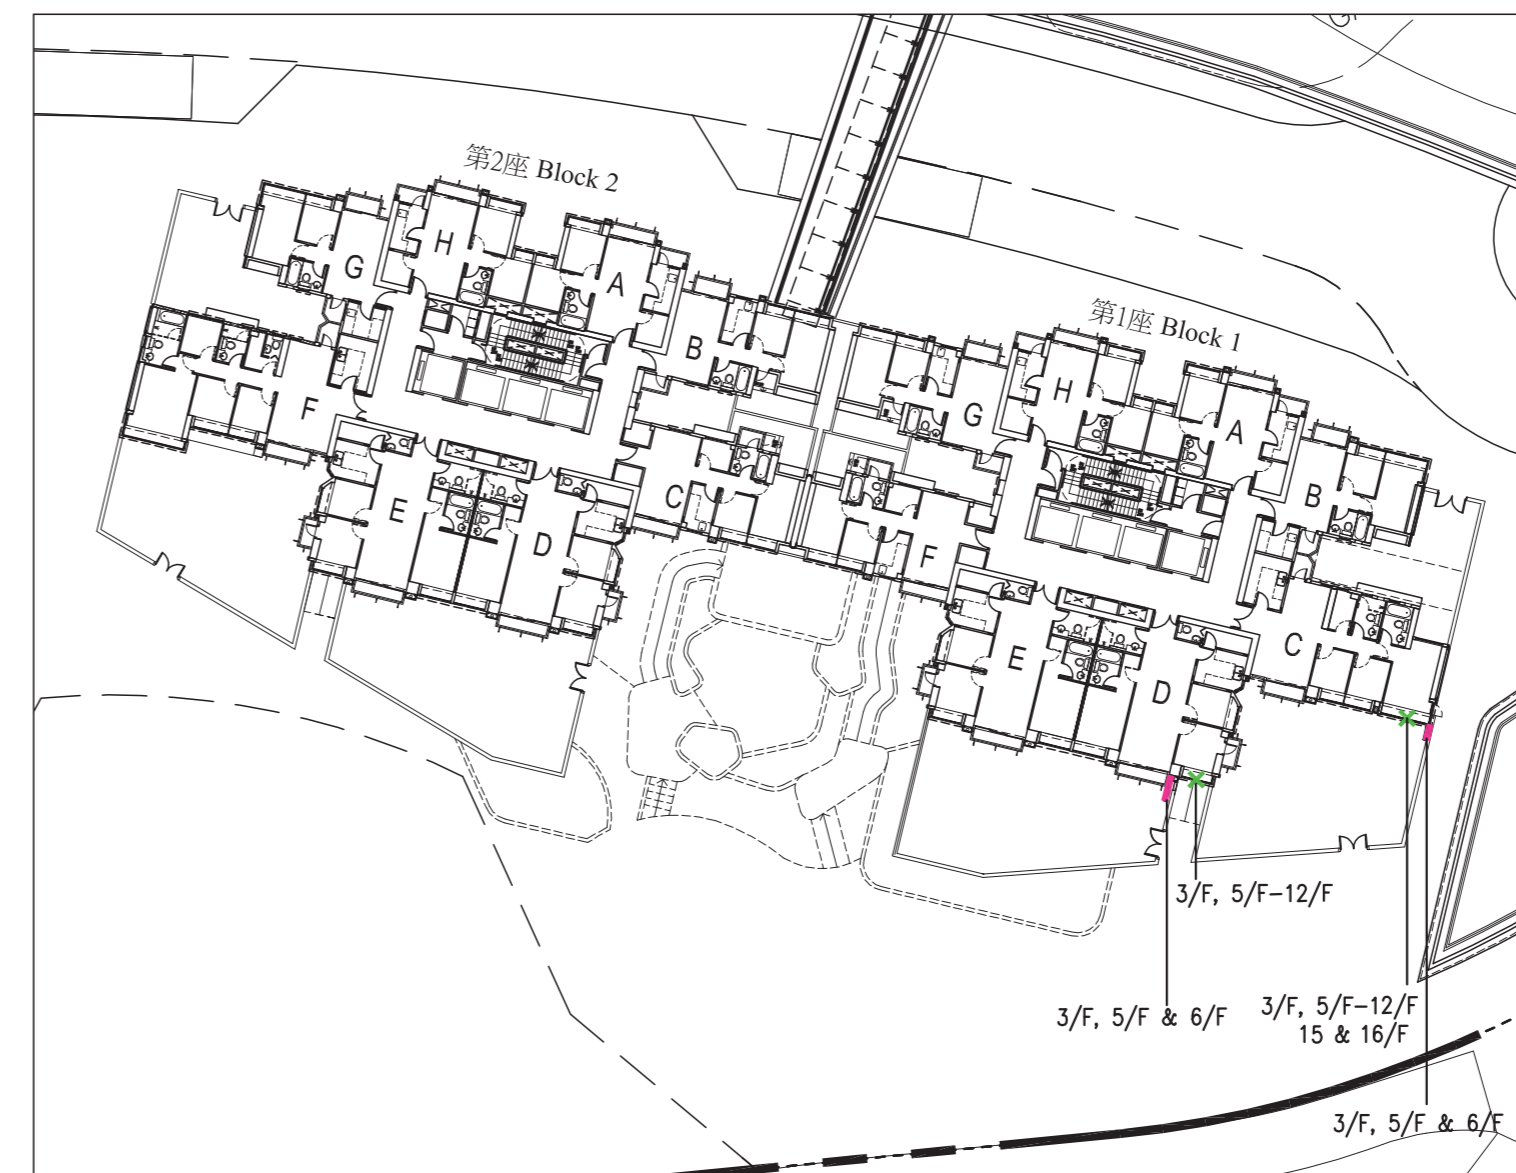 第2座 Block 2
G
H
A
B
F
E
D
C
第1座 Block 1
G
H
A
B
F
E
D
C
3/F, 5/F-12/F
3/F, 5/F & 6/F
3/F, 5/F-12/F
15 & 16/F
3/F, 5/F & 6/F